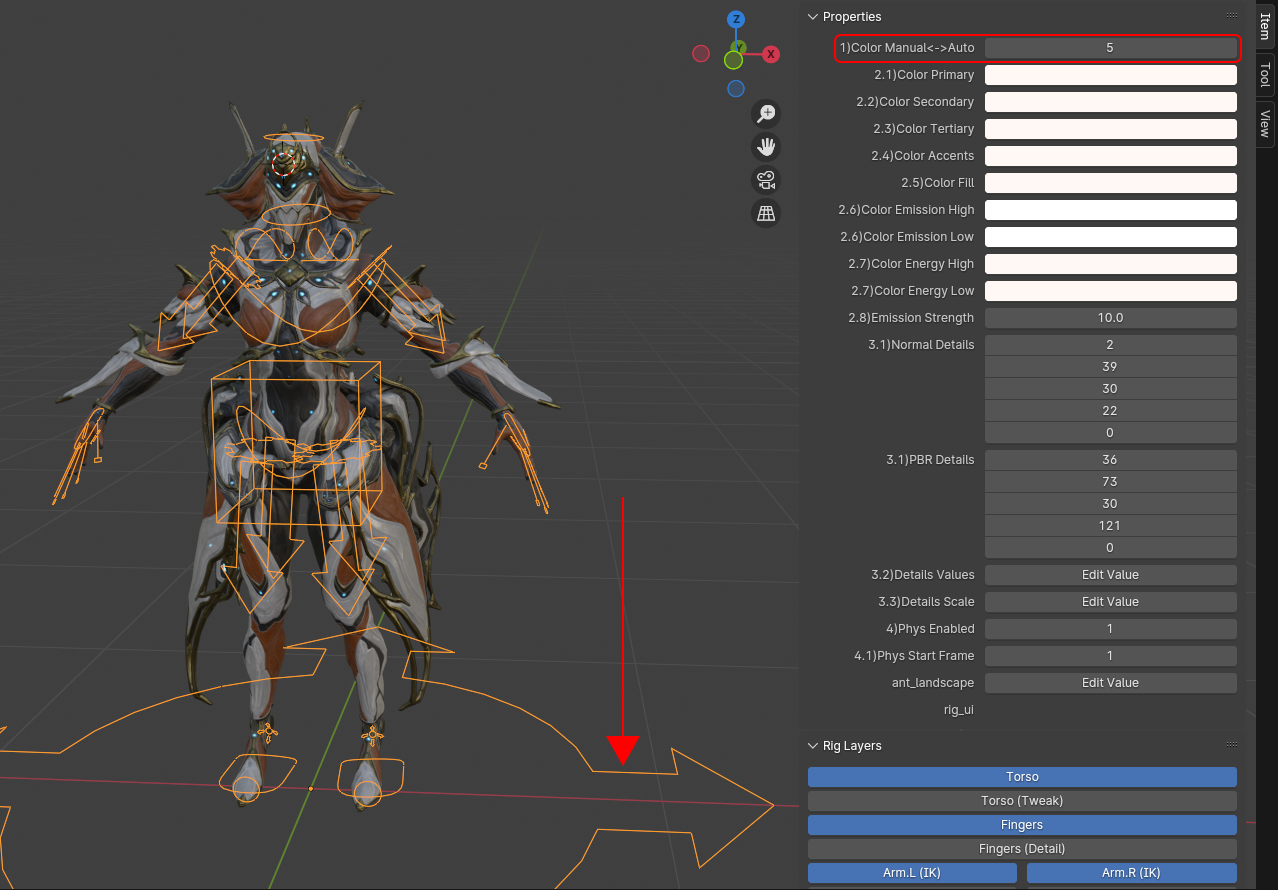 Z
Y
X
Item
Tool
View
Properties
1)Color Manual<->Auto 5
2.1)Color Primary
2.2)Color Secondary
2.3)Color Tertiary
2.4)Color Accents
2.5)Color Fill
2.6)Color Emission High
2.6)Color Emission Low
2.7)Color Energy High
2.7)Color Energy Low
2.8)Emission Strength 10.0
3.1)Normal Details 2
39
30
22
0
3.1)PBR Details 36
73
30
121
0
3.2)Details Values Edit Value
3.3)Details Scale Edit Value
4)Phys Enabled 1
4.1)Phys Start Frame 1
ant_landscape Edit Value
rig_ui
Rig Layers
Torso
Torso (Tweak)
Fingers
Fingers (Detail)
Arm.L (IK) Arm.R (IK)